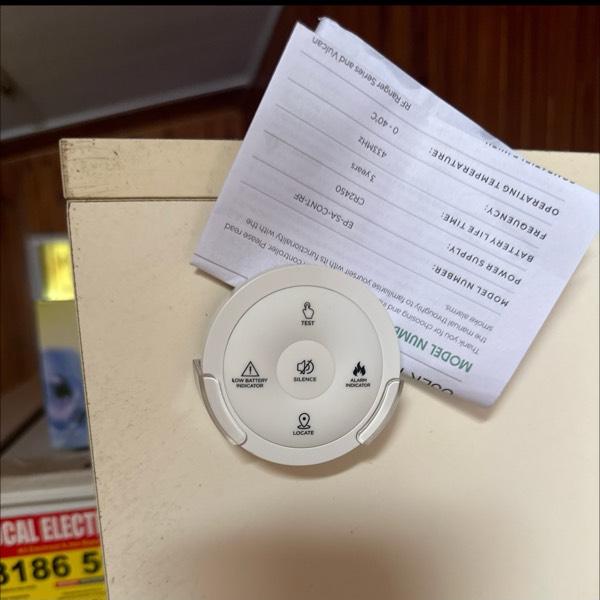 MODEL NUMB
Thank you for choosing and
Controller. Please read
the manual thoroughly to familiarise yourself with its functionality with the
smoke alarms.
MODEL NUMBER: EP-SA-CONT-RF
POWER SUPPLY: CR2450
BATTERY LIFE TIME: 3 years
FREQUENCY: 433MHz
OPERATING TEMPERATURE: 0 - 40°C
RF Ranger Series and Vulcan
TEST
LOW BATTERY
INDICATOR
SILENCE
ALARM
INDICATOR
LOCATE
CAL ELECT
3186 5